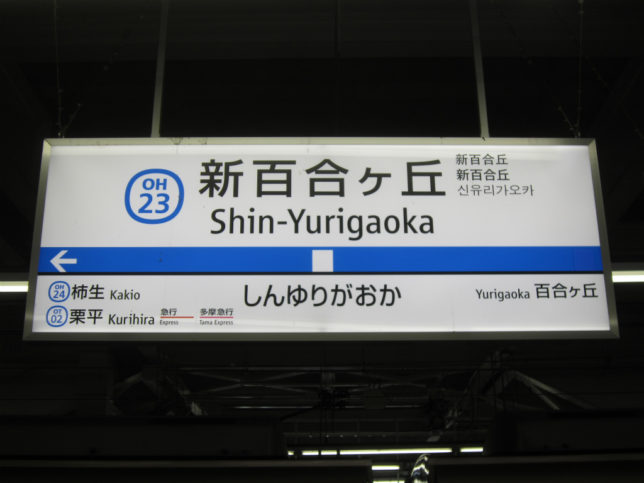 OH
23
新百合ヶ丘
新百合丘
新百合丘
신유리가오카
Shin-Yurigaoka
←
OH
24
柿生 Kakio
OT
02
栗平 Kurihira
急行
Express
多摩急行
Tama Express
しんゆりがおか
Yurigaoka 百合ヶ丘